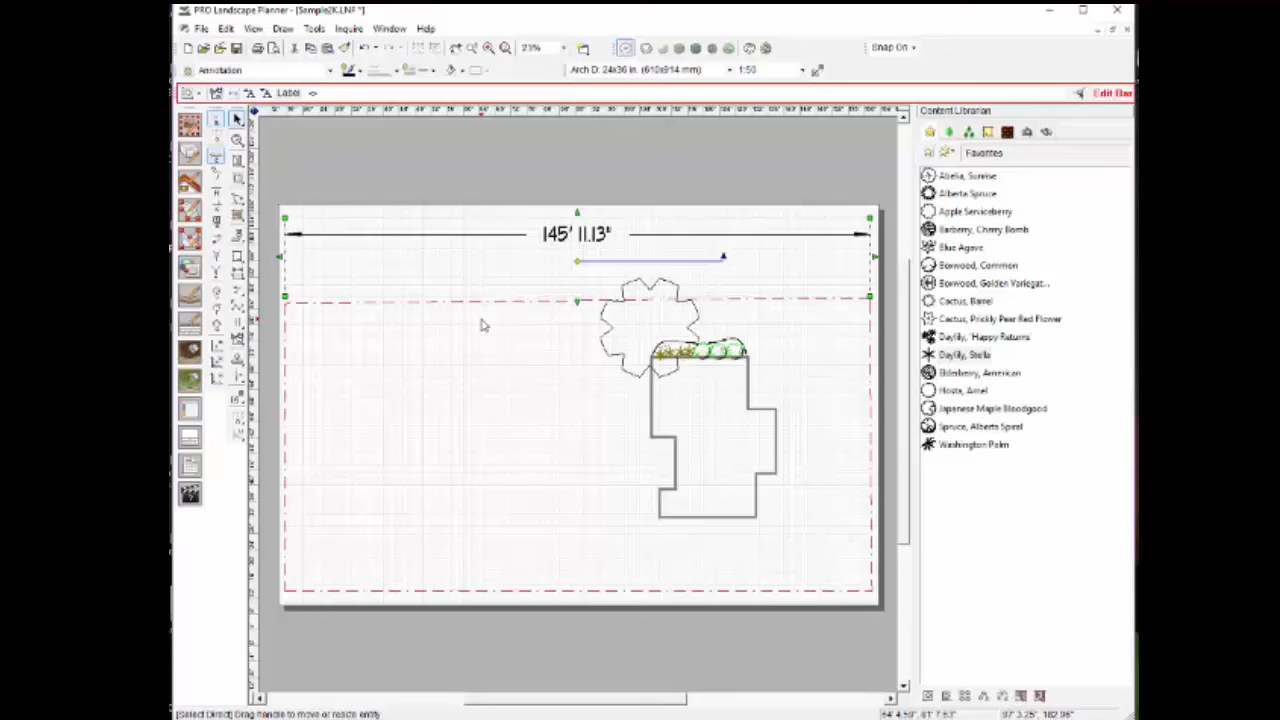 PRO Landscape Planner - [Sample2K.LNF *]
File Edit View Draw Tools Inquire Window Help
23% Snap On
Annotation Arch D: 24x36 in. (610x914 mm) 1:50
Label Edit Bar
Content Librarian
Favorites
145' 11.13"
Abelia, Sunrise
Alberta Spruce
Apple Serviceberry
Barberry, Cherry Bomb
Blue Agave
Boxwood, Common
Boxwood, Golden Variegat...
Cactus, Barrel
Cactus, Prickly Pear Red Flower
Daylily, 'Happy Returns'
Daylily, Stella
Elderberry, American
Hosta, Amel
Japanese Maple Bloodgood
Spruce, Alberta Spiral
Washington Palm
[Select Direct] Drag handle to move or resize entity